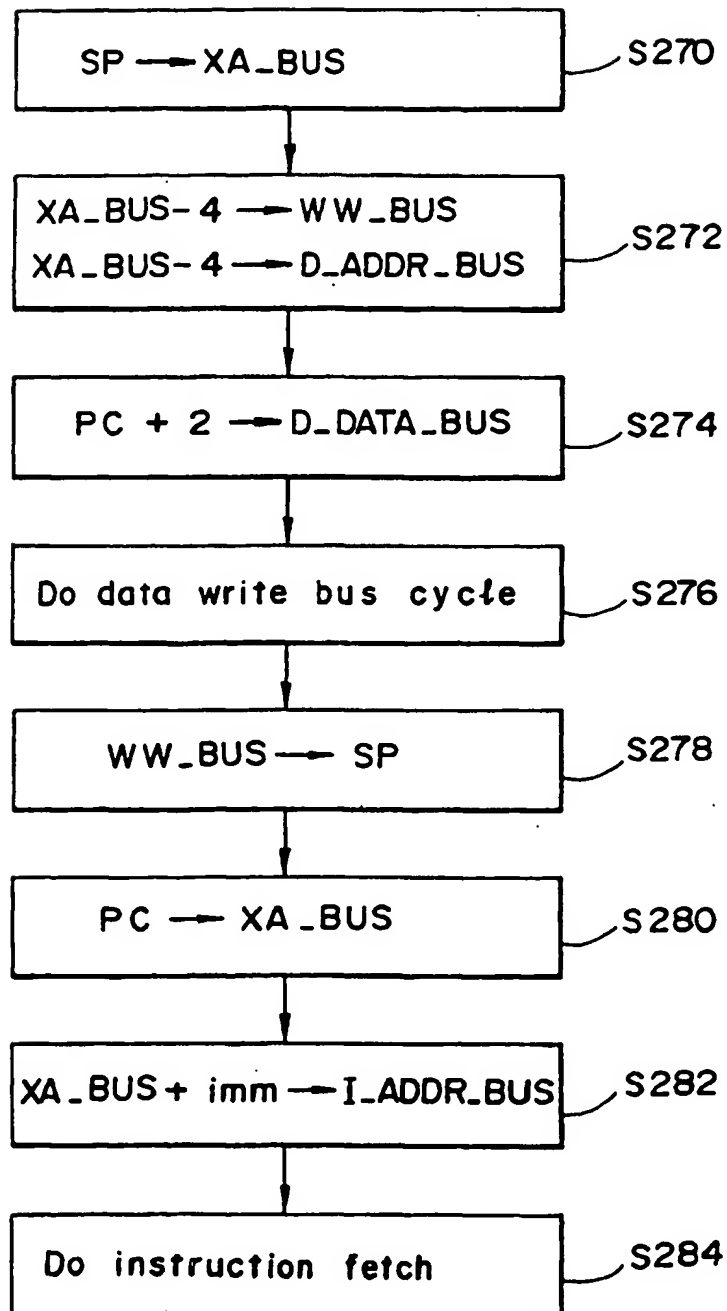 SP → XA_BUS
S270
XA_BUS-4 → WW_BUS
XA_BUS-4 → D_ADDR_BUS
S272
PC + 2 → D_DATA_BUS
S274
Do data write bus cycle
S276
WW_BUS → SP
S278
PC → XA_BUS
S280
XA_BUS + imm → I_ADDR_BUS
S282
Do instruction fetch
S284